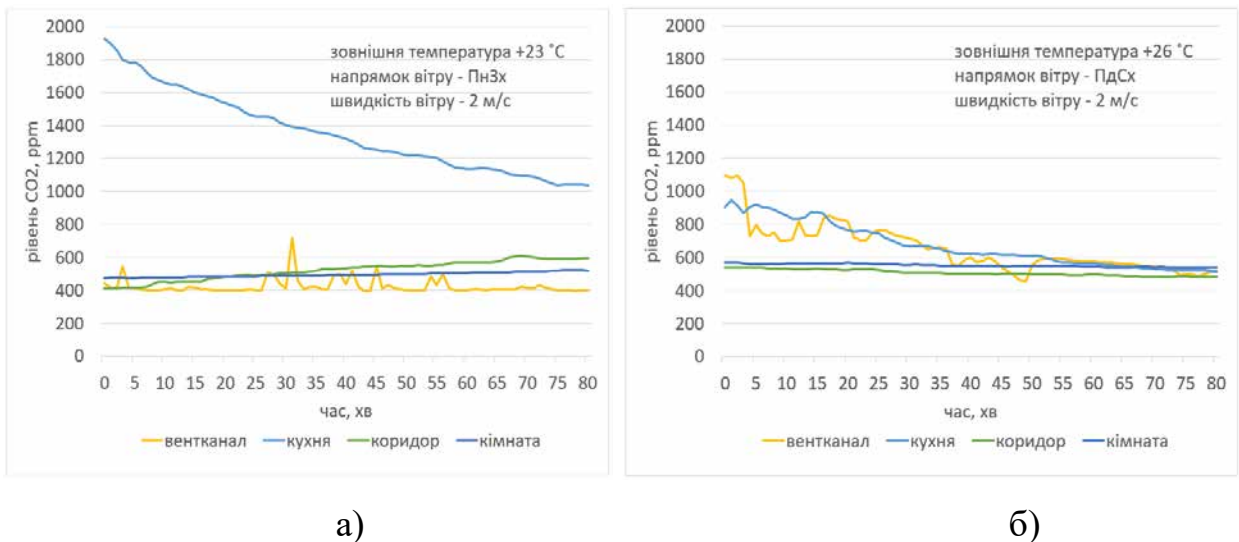 2000
1800
1600
1400
1200
1000
800
600
400
200
0
рівень CO2, ppm
зовнішня температура +23 ˚C
напрямок вітру - ПнЗх
швидкість вітру - 2 м/с
0 5 10 15 20 25 30 35 40 45 50 55 60 65 70 75 80
час, хв
вентканал кухня коридор кімната
а)
2000
1800
1600
1400
1200
1000
800
600
400
200
0
рівень CO2, ppm
зовнішня температура +26 ˚C
напрямок вітру - ПдСх
швидкість вітру - 2 м/с
0 5 10 15 20 25 30 35 40 45 50 55 60 65 70 75 80
час, хв
вентканал кухня коридор кімната
б)